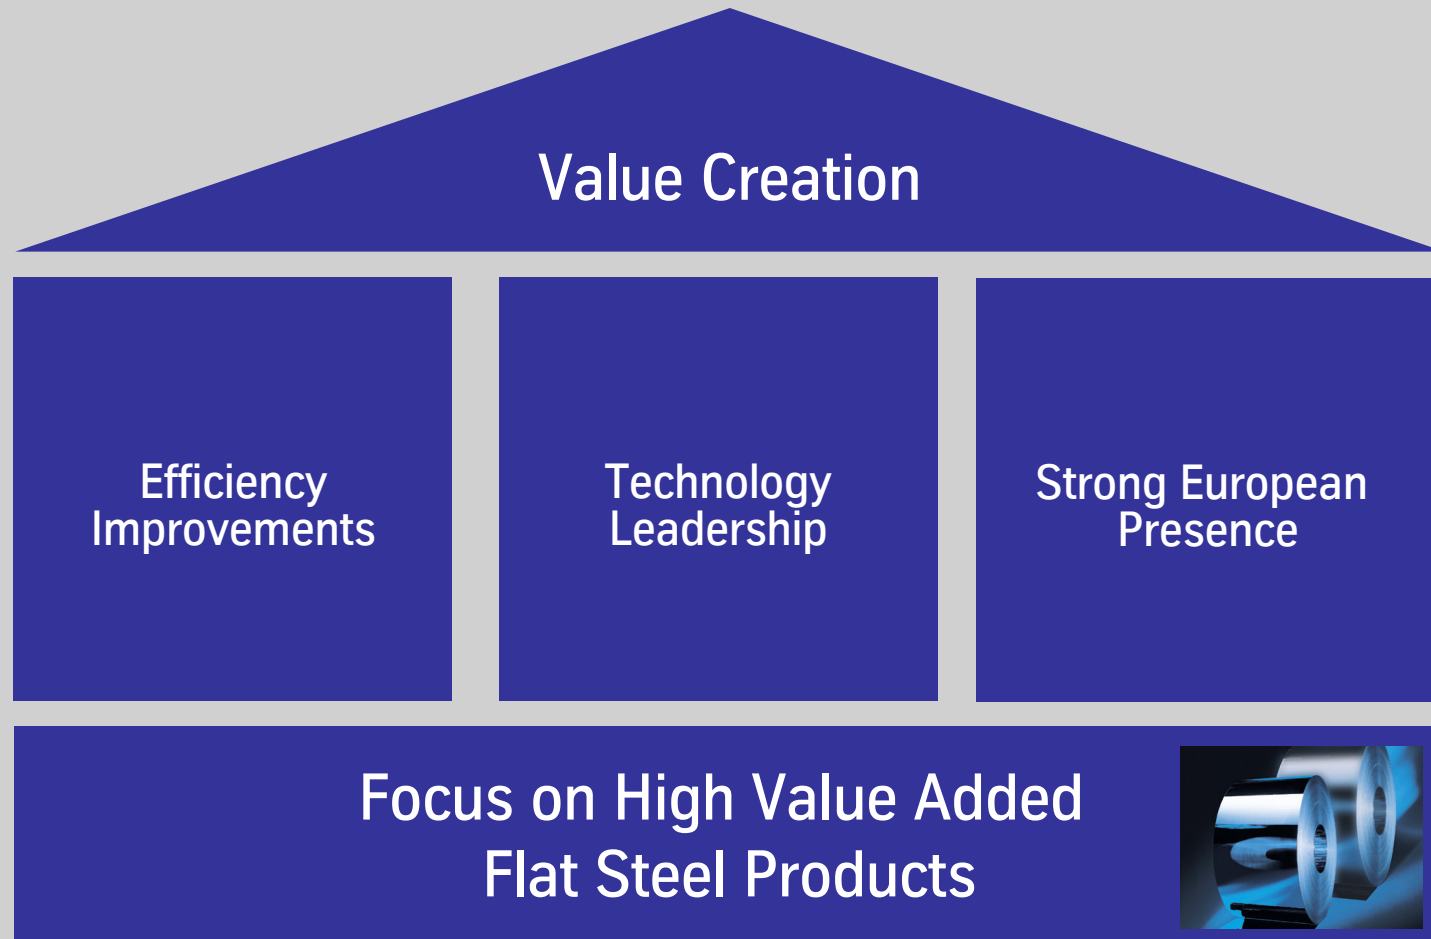 Value Creation
Efficiency
Improvements
Technology
Leadership
Strong European
Presence
Focus on High Value Added
Flat Steel Products